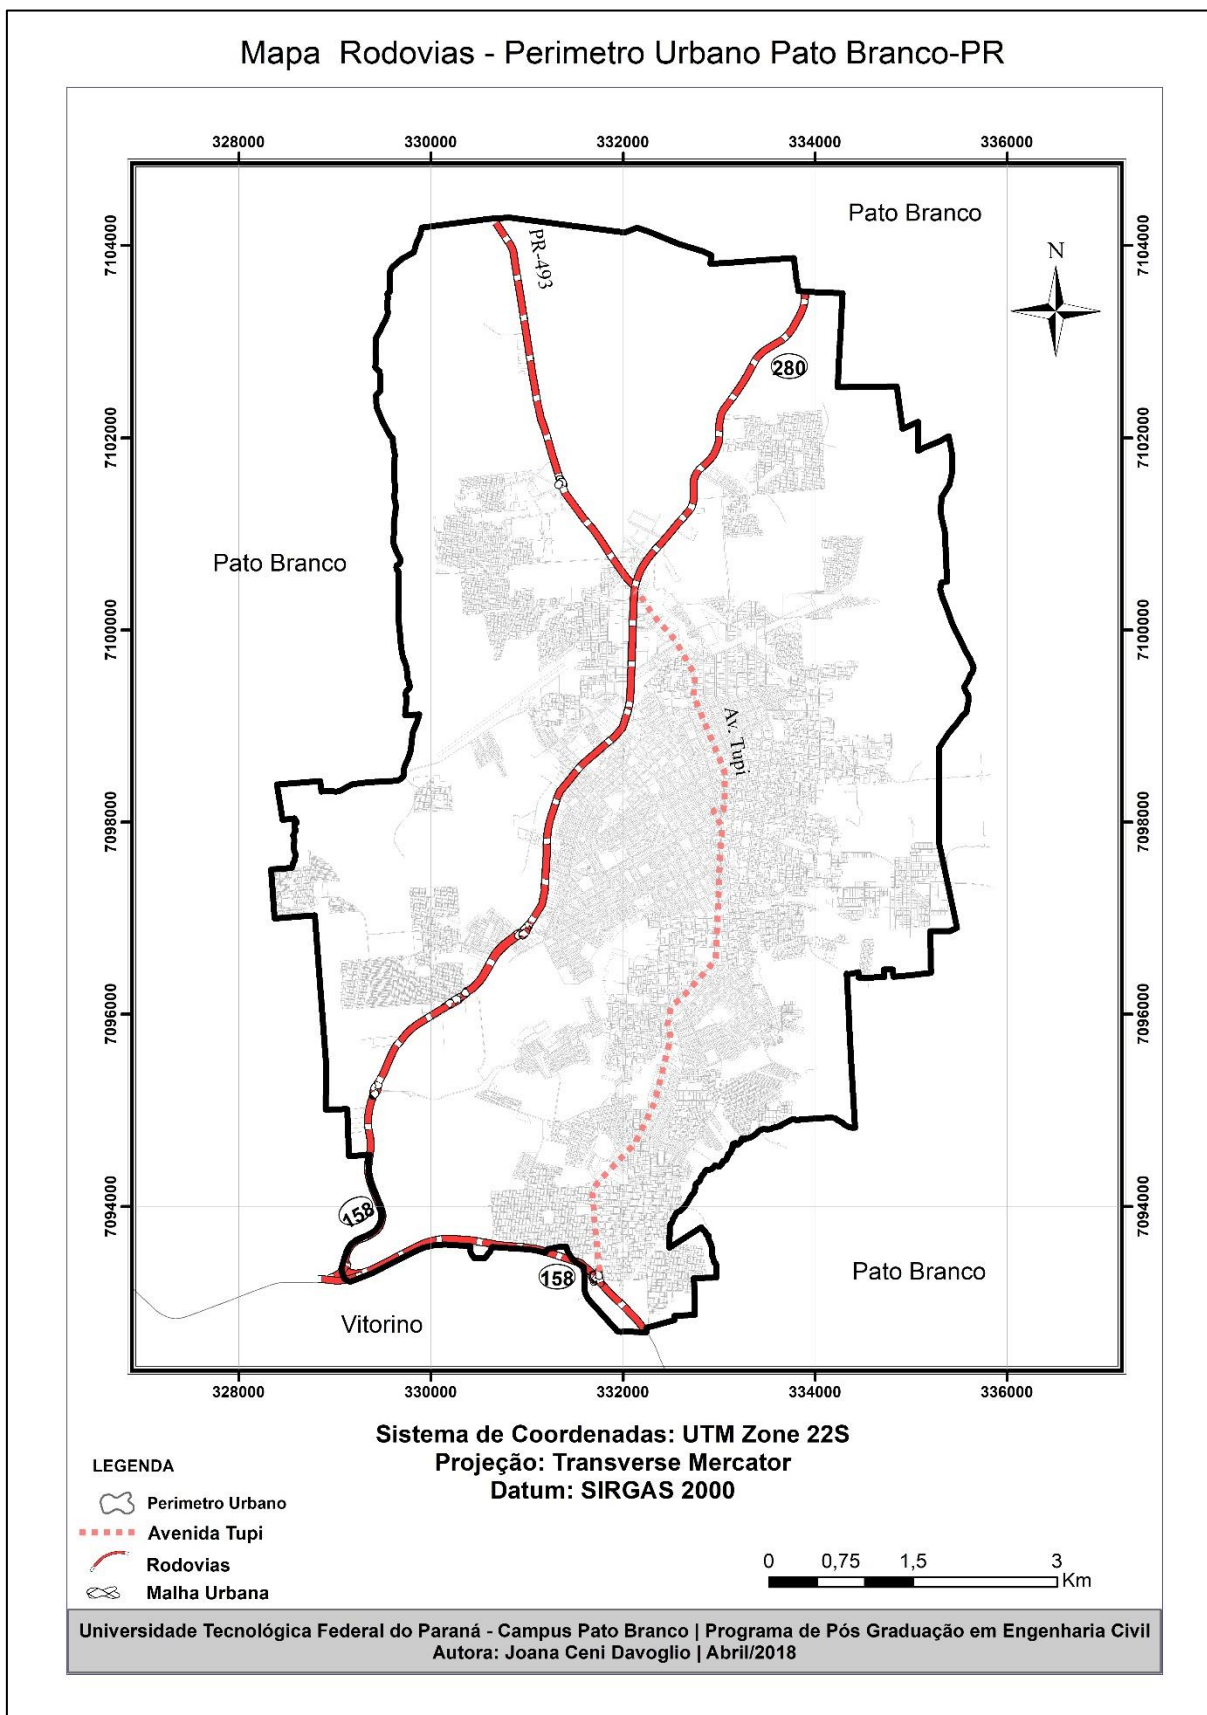 Mapa  Rodovias - Perimetro Urbano Pato Branco-PR
328000 330000 332000 334000 336000
Pato Branco
7104000
7104000
PR-493
N
280
7102000
7102000
Pato Branco
7100000
7100000
Av. Tupi
7098000
7098000
7096000
7096000
7094000
7094000
158
158
Pato Branco
Vitorino
328000 330000 332000 334000 336000
Sistema de Coordenadas: UTM Zone 22S
Projeção: Transverse Mercator
Datum: SIRGAS 2000
LEGENDA
Perimetro Urbano
Avenida Tupi
Rodovias
Malha Urbana
0 0,75 1,5 3
Km
Universidade Tecnológica Federal do Paraná - Campus Pato Branco | Programa de Pós Graduação em Engenharia Civil
Autora: Joana Ceni Davoglio | Abril/2018